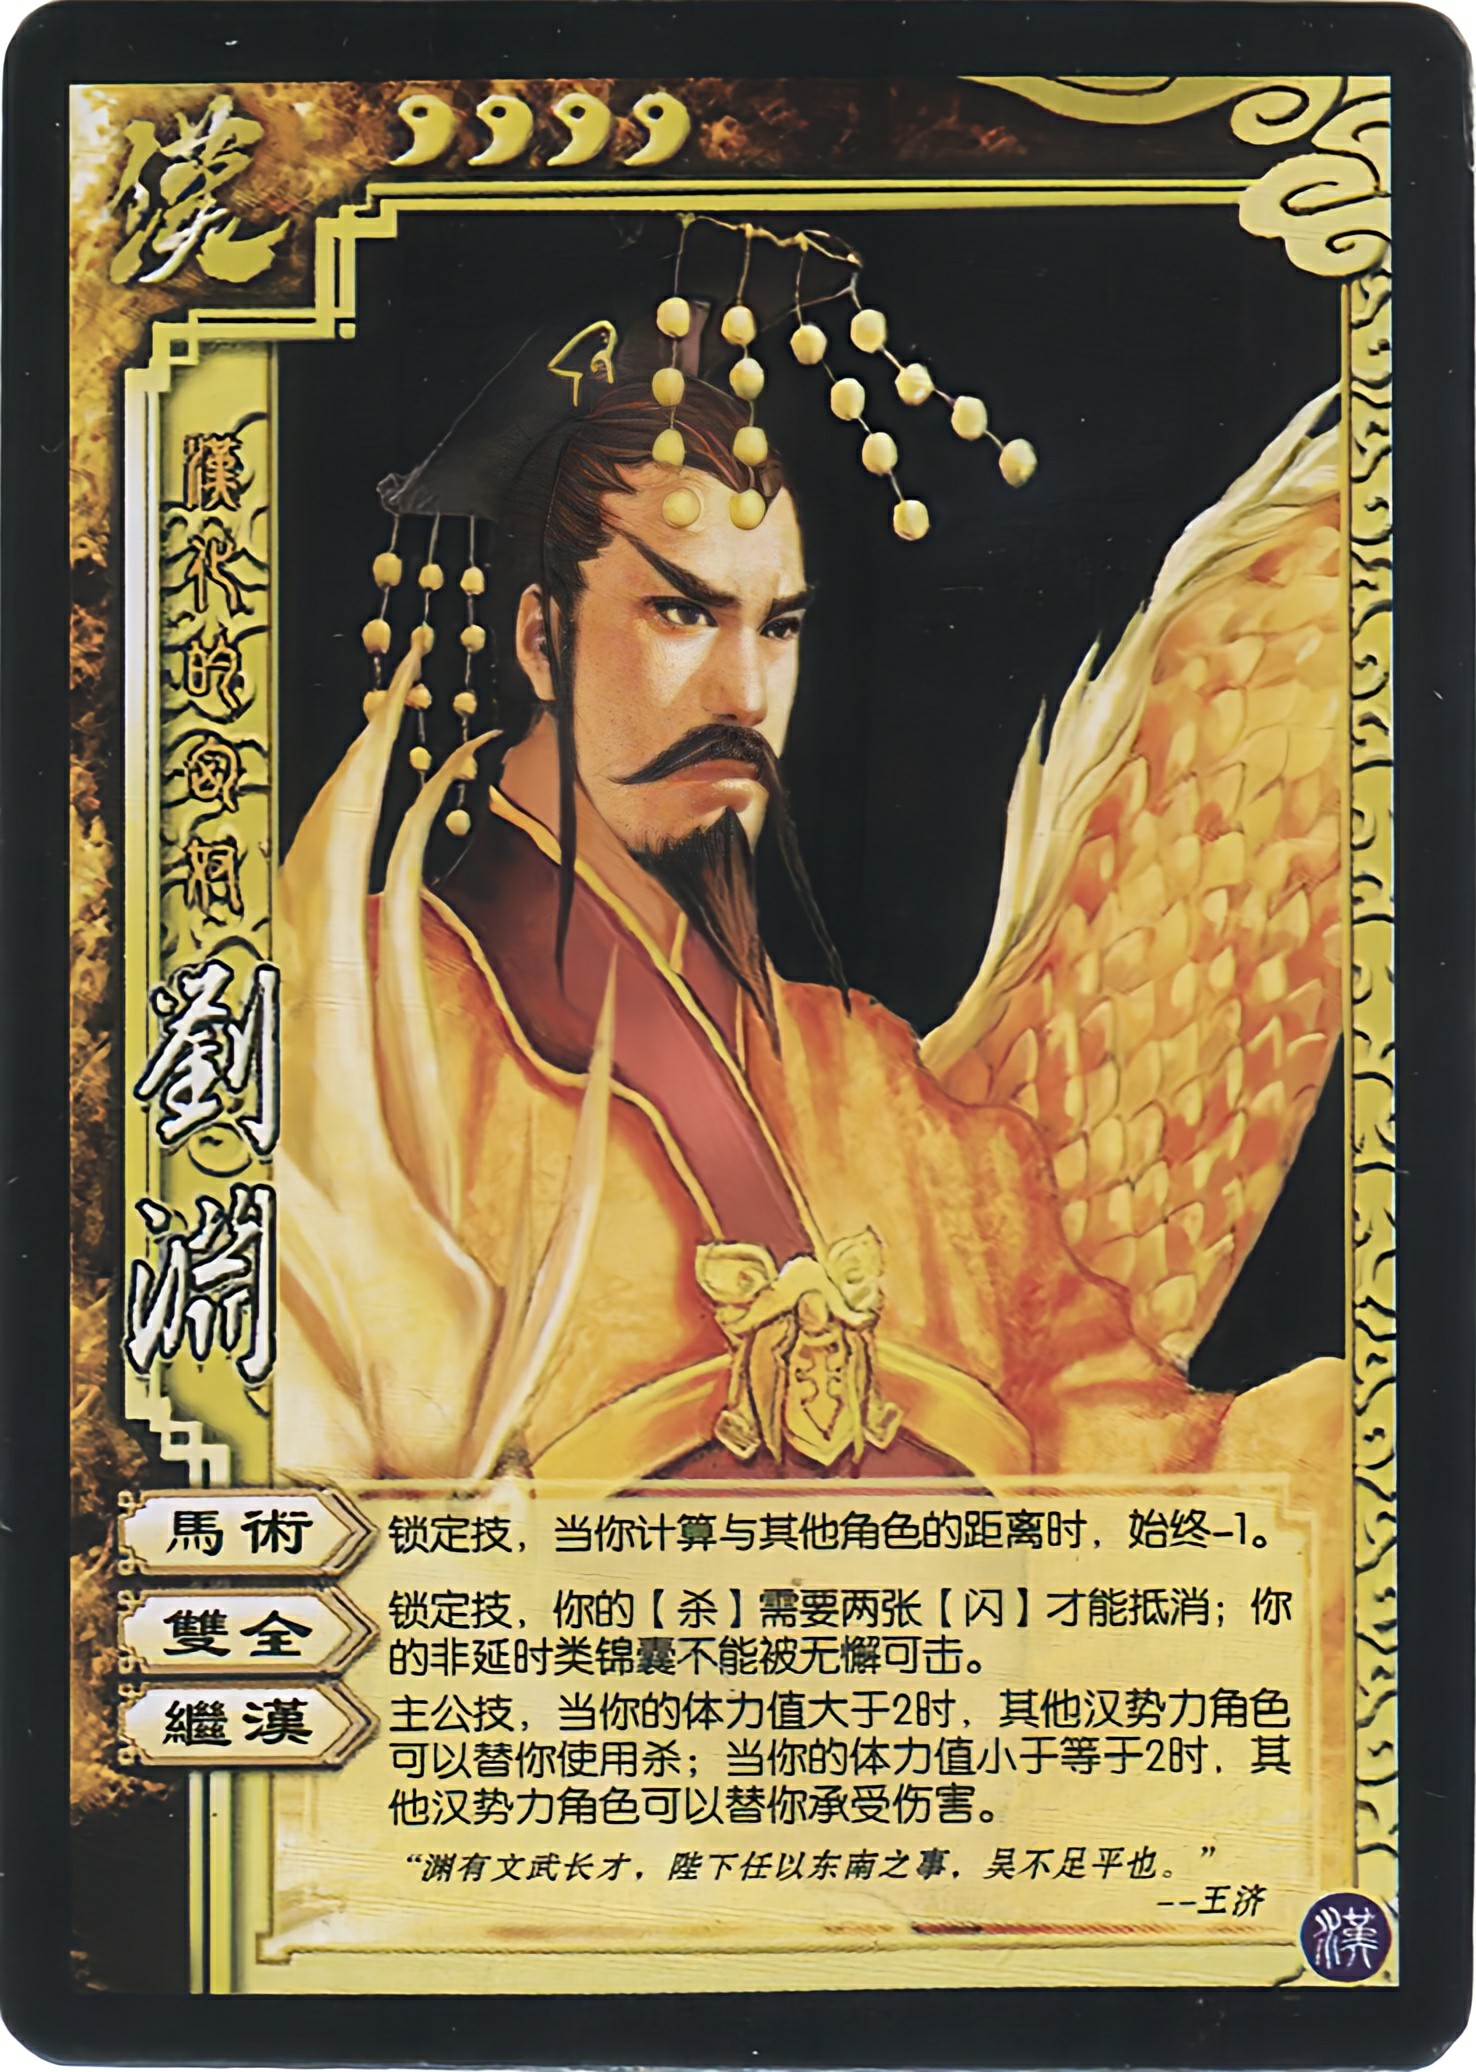 漢
漢化的匈奴
劉淵
馬術
锁定技，当你计算与其他角色的距离时，始终-1。
雙全
锁定技，你的【杀】需要两张【闪】才能抵消；你
的非延时类锦囊不能被无懈可击。
繼漢
主公技，当你的体力值大于2时，其他汉势力角色
可以替你使用杀；当你的体力值小于等于2时，其
他汉势力角色可以替你承受伤害。
“渊有文武长才，陛下任以东南之事，吴不足平也。”
--王济
漢